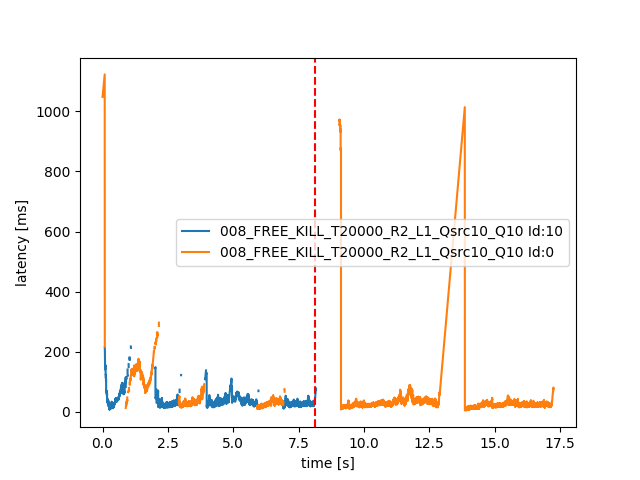 1000
800
600
400
200
0
latency [ms]
008_FREE_KILL_T20000_R2_L1_Qsrc10_Q10 Id:10
008_FREE_KILL_T20000_R2_L1_Qsrc10_Q10 Id:0
0.0 2.5 5.0 7.5 10.0 12.5 15.0 17.5
time [s]